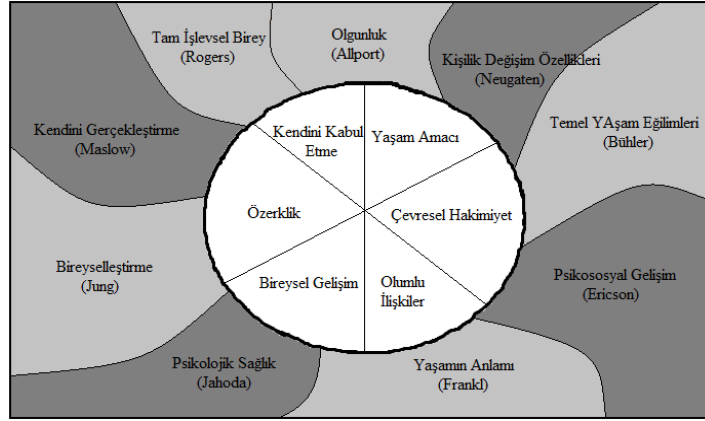 Tam İşlevsel Birey
(Rogers)
Olgunluk
(Allport)
Kişilik Değişim Özellikleri
(Neugaten)
Kendini Gerçekleştirme
(Maslow)
Kendini Kabul
Etme
Yaşam Amacı
Temel YAşam Eğilimleri
(Bühler)
Özerklik
Çevresel Hakimiyet
Bireyselleştirme
(Jung)
Bireysel Gelişim
Olumlu
İlişkiler
Psikososyal Gelişim
(Ericson)
Psikolojik Sağlık
(Jahoda)
Yaşamın Anlamı
(Frankl)